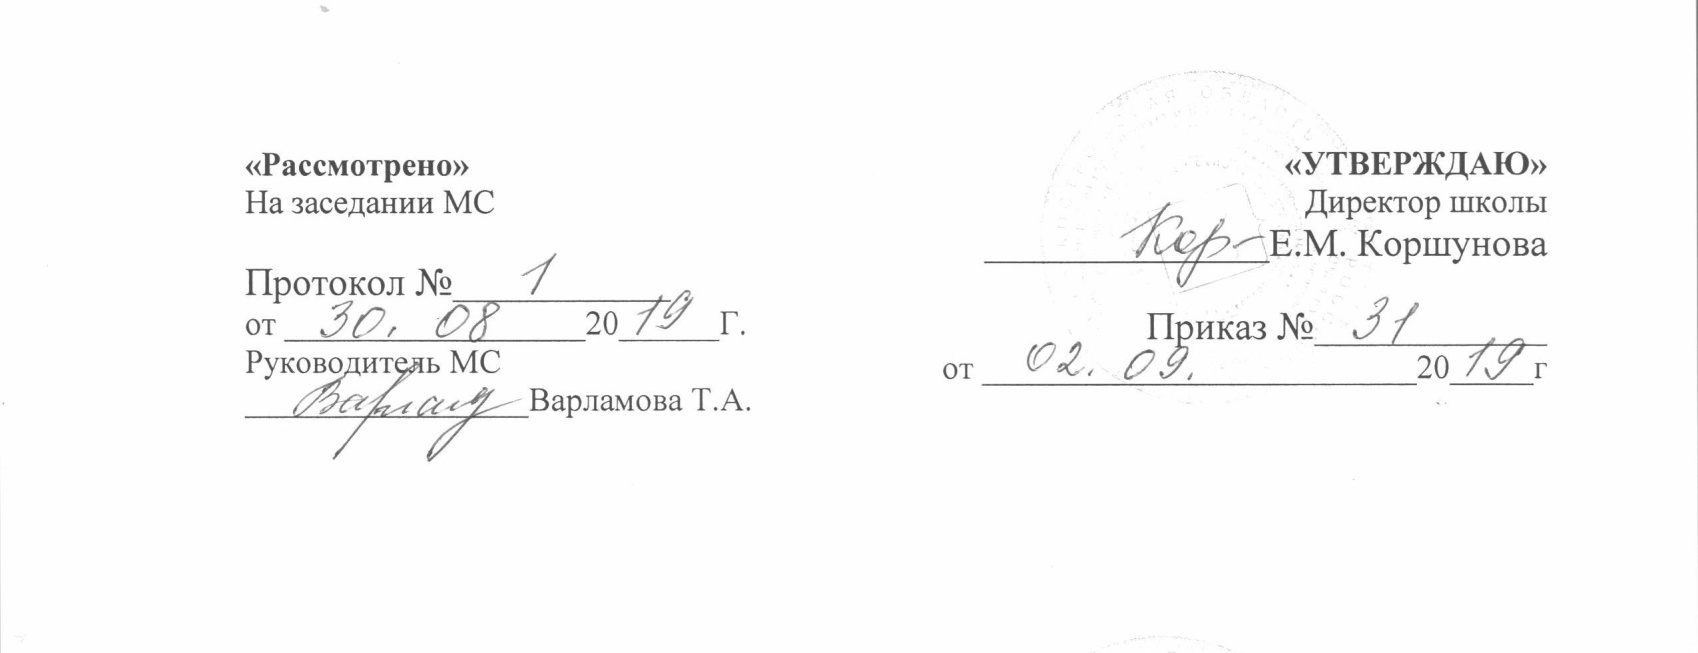 «Рассмотрено»
На заседании МС
Протокол № 1
от 30. 08 2019 Г.
Руководитель МС
Варламова Т.А.
«УТВЕРЖДАЮ»
Директор школы
Кор Е.М. Коршунова
Приказ № 31
от 02. 09. 2019 г